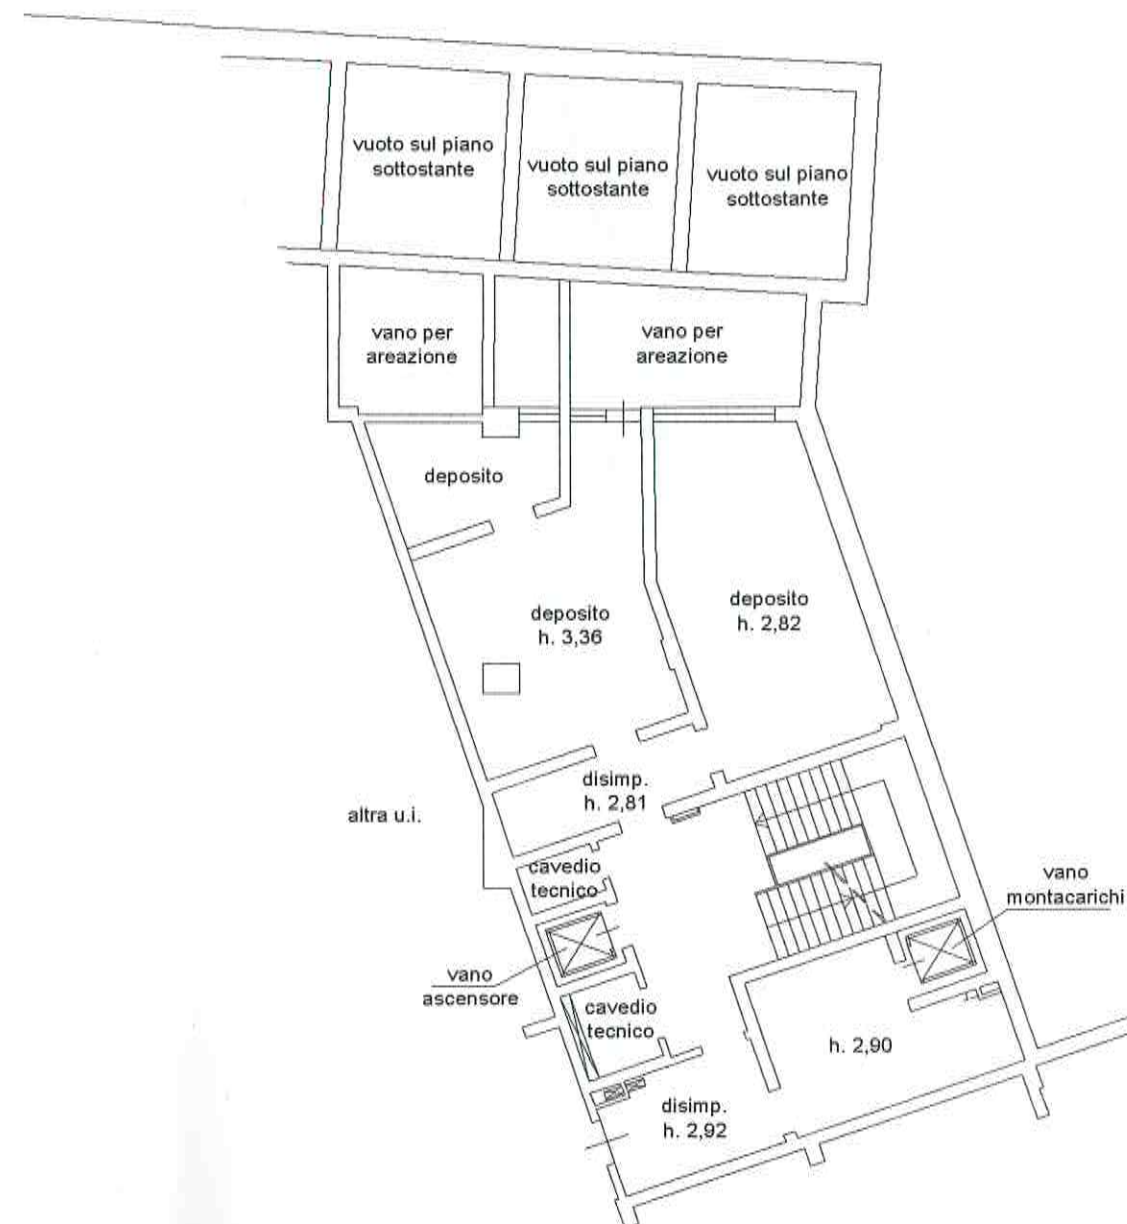 vuoto sul piano
sottostante
vuoto sul piano
sottostante
vuoto sul piano
sottostante
vano per
areazione
vano per
areazione
deposito
deposito
h. 3,36
deposito
h. 2,82
disimp.
h. 2,81
altra u.i.
cavedio
tecnico
vano
montacarichi
vano
ascensore
cavedio
tecnico
h. 2,90
disimp.
h. 2,92